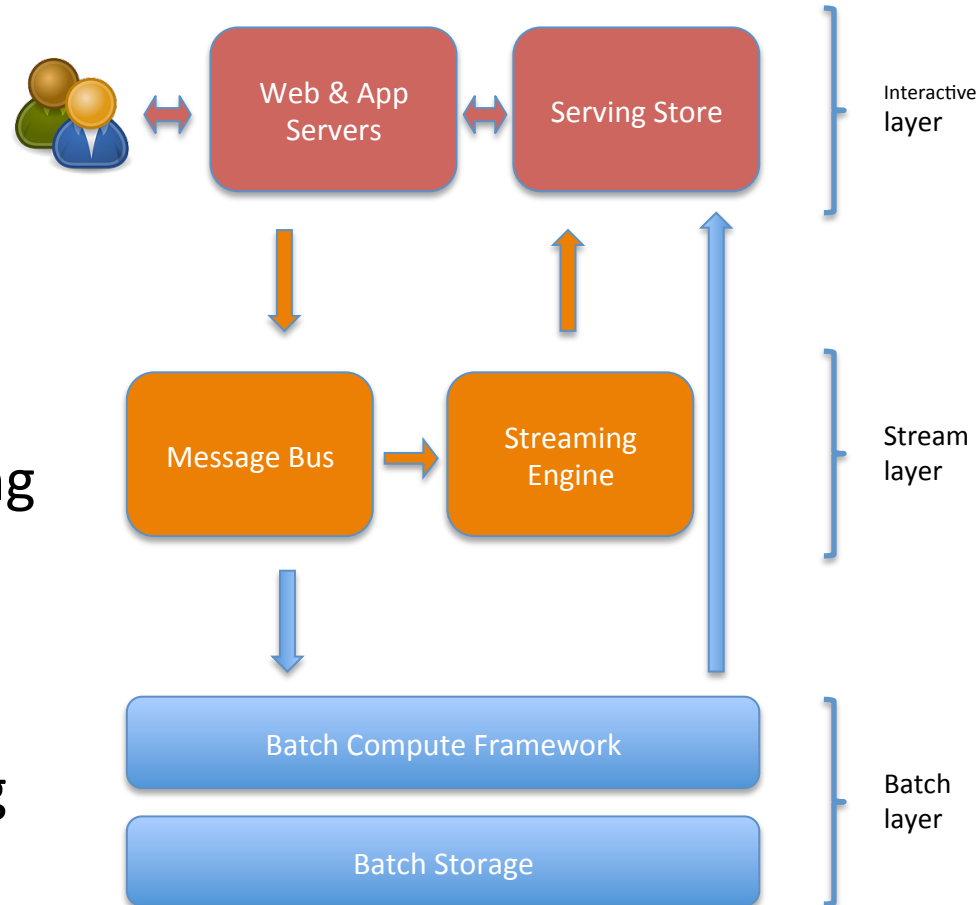 Web & App
Servers
Serving Store
Interactive
layer
Message Bus
Streaming
Engine
Stream
layer
Batch Compute Framework
Batch Storage
Batch
layer